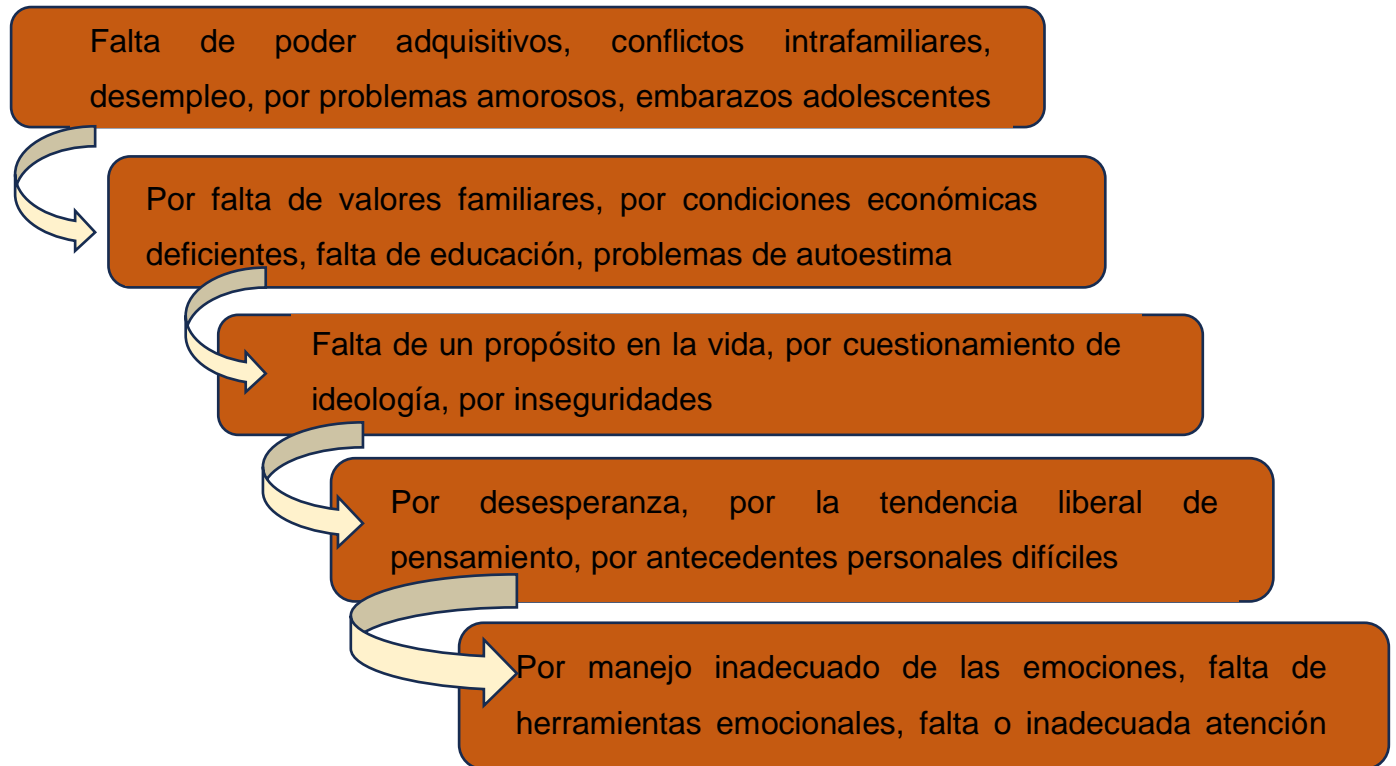 Falta de poder adquisitivos, conflictos intrafamiliares,
desempleo, por problemas amorosos, embarazos adolescentes
Por falta de valores familiares, por condiciones económicas
deficientes, falta de educación, problemas de autoestima
Falta de un propósito en la vida, por cuestionamiento de
ideología, por inseguridades
Por desesperanza, por la tendencia liberal de
pensamiento, por antecedentes personales difíciles
Por manejo inadecuado de las emociones, falta de
herramientas emocionales, falta o inadecuada atención